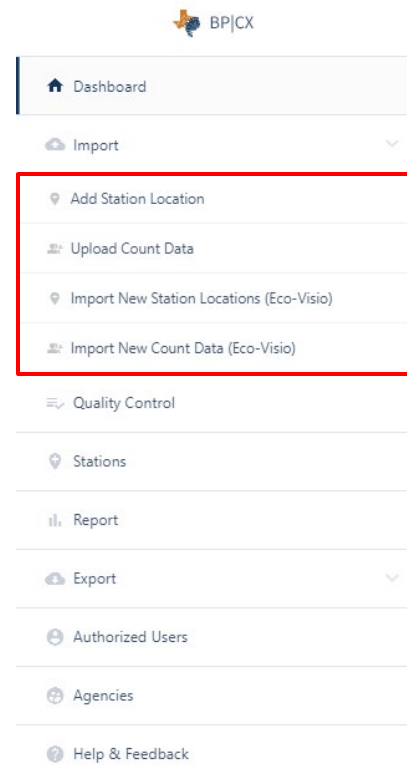 BP|CX
Dashboard
Import
Add Station Location
Upload Count Data
Import New Station Locations (Eco-Visio)
Import New Count Data (Eco-Visio)
Quality Control
Stations
Report
Export
Authorized Users
Agencies
Help & Feedback